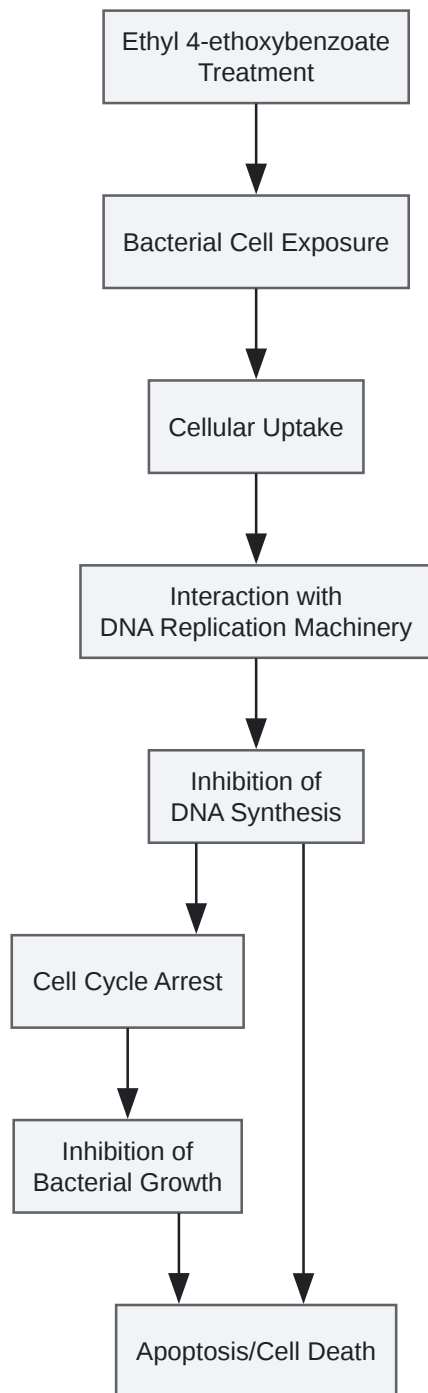 Ethyl 4-ethoxybenzoate
Treatment
Bacterial Cell Exposure
Cellular Uptake
Interaction with
DNA Replication Machinery
Inhibition of
DNA Synthesis
Cell Cycle Arrest
Inhibition of
Bacterial Growth
Apoptosis/Cell Death